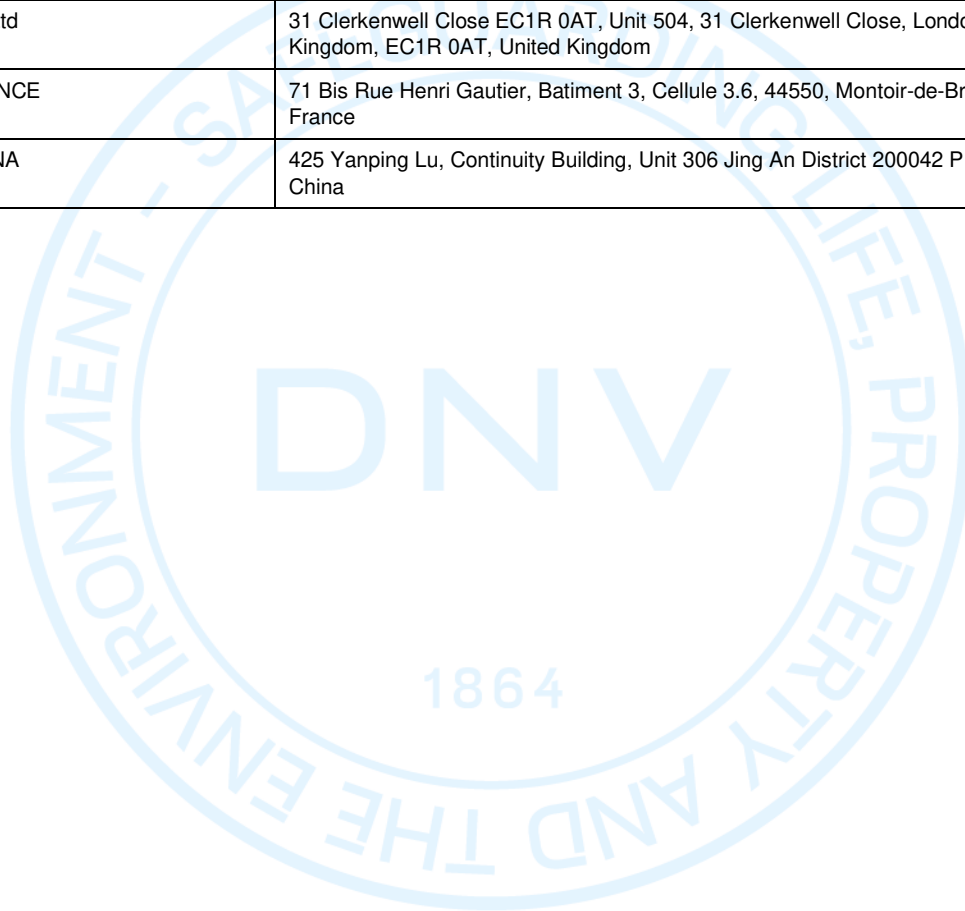 td
31 Clerkenwell Close EC1R 0AT, Unit 504, 31 Clerkenwell Close, Londo
Kingdom, EC1R 0AT, United Kingdom
NCE
71 Bis Rue Henri Gautier, Batiment 3, Cellule 3.6, 44550, Montoir-de-Br
France
NA
425 Yanping Lu, Continuity Building, Unit 306 Jing An District 200042 P
China
SAFEGUARDING LIFE, PROPERTY AND THE ENVIRONMENT –
DNV
1864